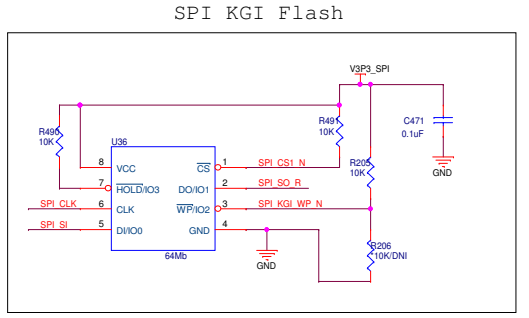 SPI KGI Flash
V3P3_SPI
R490
10K
U36
R491
10K
C471
0.1uF
8
VCC
CS
1
SPI_CS1_N
R205
10K
GND
7
HOLD/IO3
DO/IO1
2
SPI_SO_R
SPI_CLK
6
CLK
WP/IO2
3
SPI_KGI_WP_N
SPI_SI
5
DI/IO0
GND
4
64Mb
GND
R206
*10K/DNI